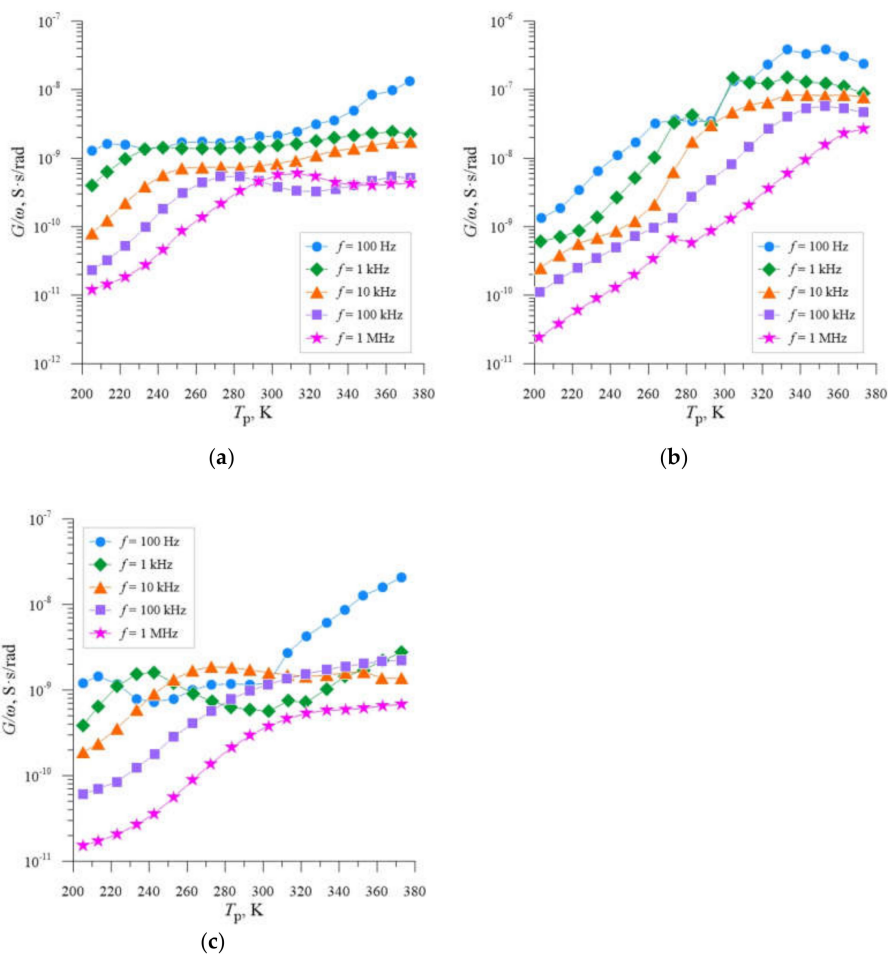 10⁻⁷
10⁻⁸
10⁻⁹
10⁻¹⁰
10⁻¹¹
10⁻¹²
G/ω, S·s/rad
f = 100 Hz
f = 1 kHz
f = 10 kHz
f = 100 kHz
f = 1 MHz
200 220 240 260 280 300 320 340 360 380
Tₚ, K
(a)
10⁻⁶
10⁻⁷
10⁻⁸
10⁻⁹
10⁻¹⁰
10⁻¹¹
G/ω, S·s/rad
f = 100 Hz
f = 1 kHz
f = 10 kHz
f = 100 kHz
f = 1 MHz
200 220 240 260 280 300 320 340 360 380
Tₚ, K
(b)
10⁻⁷
10⁻⁸
10⁻⁹
10⁻¹⁰
10⁻¹¹
G/ω, S·s/rad
f = 100 Hz
f = 1 kHz
f = 10 kHz
f = 100 kHz
f = 1 MHz
200 220 240 260 280 300 320 340 360 380
Tₚ, K
(c)